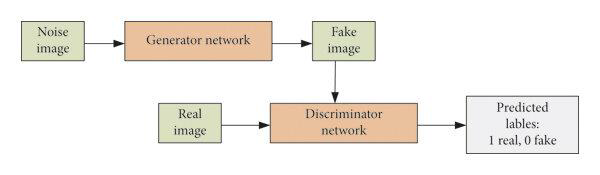 Noise
image
Generator network
Fake
image
Real
image
Discriminator
network
Predicted
lables:
1 real, 0 fake